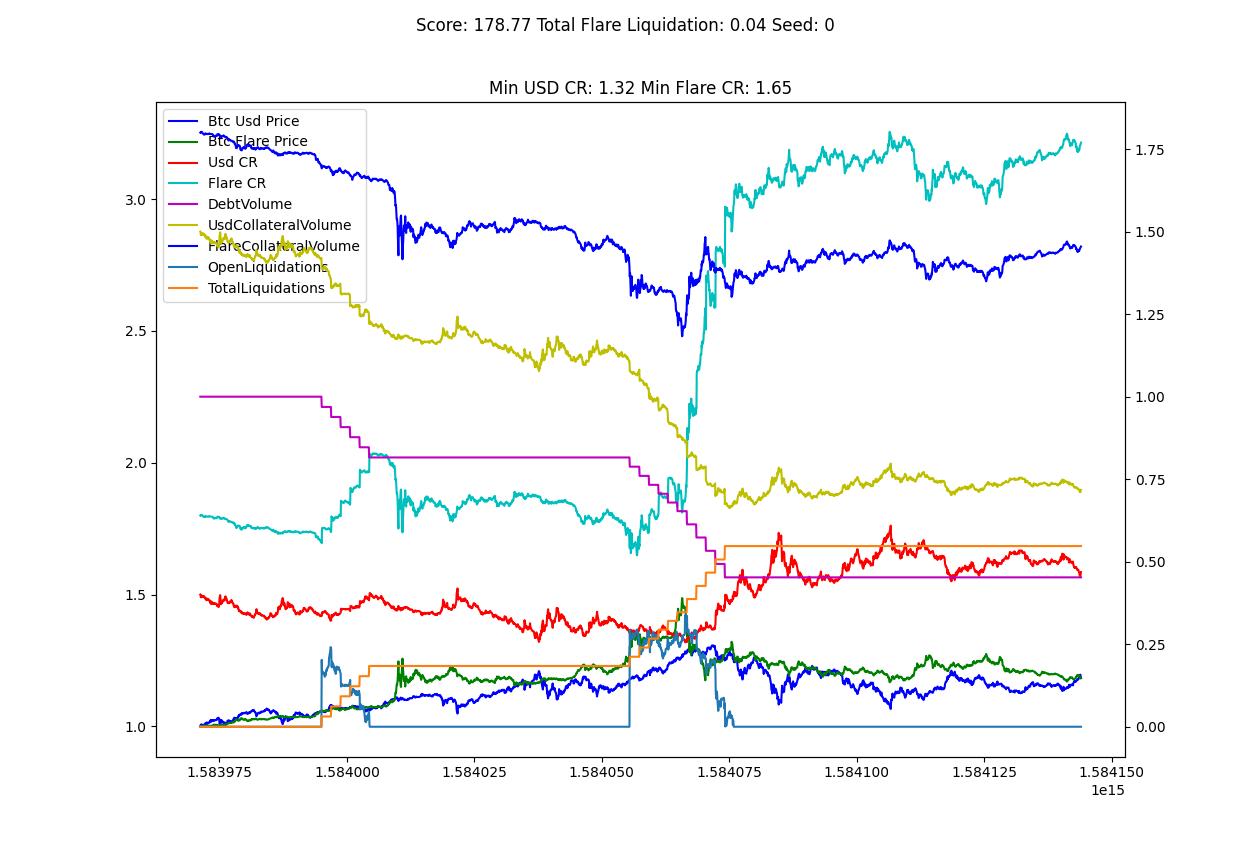 Score: 178.77 Total Flare Liquidation: 0.04 Seed: 0
Min USD CR: 1.32 Min Flare CR: 1.65
Btc Usd Price
Btc Flare Price
Usd CR
Flare CR
DebtVolume
UsdCollateralVolume
FlareCollateralVolume
OpenLiquidations
TotalLiquidations
3.0
2.5
2.0
1.5
1.0
1.75
1.50
1.25
1.00
0.75
0.50
0.25
0.00
1.583975
1.584000
1.584025
1.584050
1.584075
1.584100
1.584125
1.584150
1e15